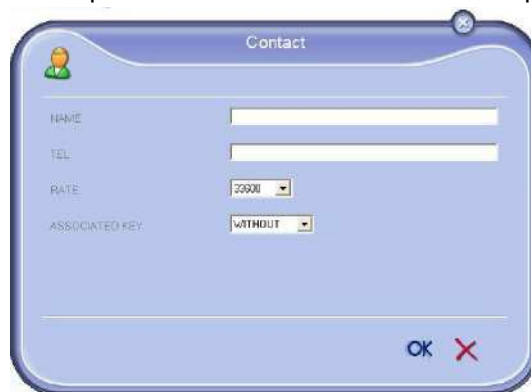 Contact
NAME
TEL
RATE
33600
ASSOCIATED KEY
WITHOUT
OK